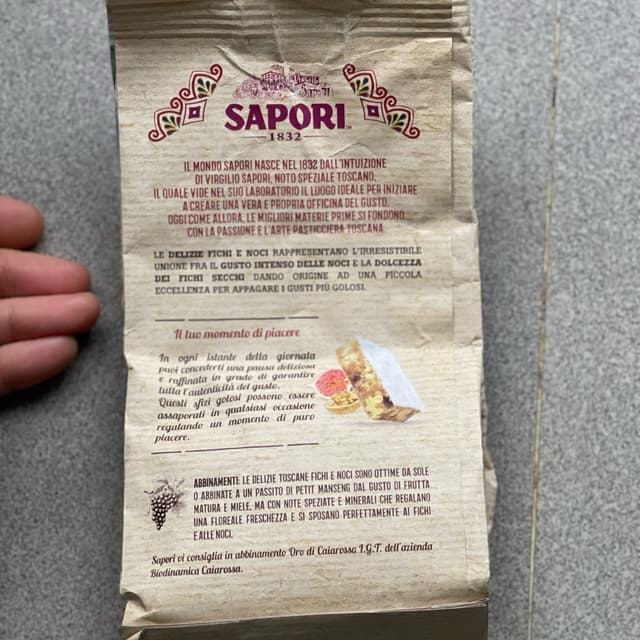 SAPORI
1832
IL MONDO SAPORI NASCE NEL 1832 DALL'INTUIZIONE
DI VIRGILIO SAPORI, NOTO SPEZIALE TOSCANO,
IL QUALE VIDE NEL SUO LABORATORIO IL LUOGO IDEALE PER INIZIARE
A CREARE UNA VERA E PROPRIA OFFICINA DEL GUSTO.
OGGI COME ALLORA, LE MIGLIORI MATERIE PRIME SI FONDONO
CON LA PASSIONE E L'ARTE PASTICCIERA TOSCANA
LE DELIZIE FICHI E NOCI RAPPRESENTANO L'IRRESISTIBILE
UNIONE FRA IL GUSTO INTENSO DELLE NOCI E LA DOLCEZZA
DEI FICHI SECCHI DANDO ORIGINE AD UNA PICCOLA
ECCELLENZA PER APPAGARE I GUSTI PIÙ GOLOSI.
Il tuo momento di piacere
In ogni istante della giornata
puoi concederti una pausa deliziosa
e raffinata in grado di garantire
tutta l'autenticità del gusto.
Questi sfizi golosi possono essere
assaporati in qualsiasi occasione
regalando un momento di puro
piacere.
ABBINAMENTI: LE DELIZIE TOSCANE FICHI E NOCI SONO OTTIME DA SOLE
O ABBINATE A UN PASSITO DI PETIT MANSENG DAL GUSTO DI FRUTTA
MATURA E MIELE, MA CON NOTE SPEZIATE E MINERALI CHE REGALANO
UNA FLOREALE FRESCHEZZA E SI SPOSANO PERFETTAMENTE AI FICHI
E ALLE NOCI.
Sapori vi consiglia in abbinamento Oro di Caiarossa I.G.T. dell'azienda
Biodinamica Caiarossa.